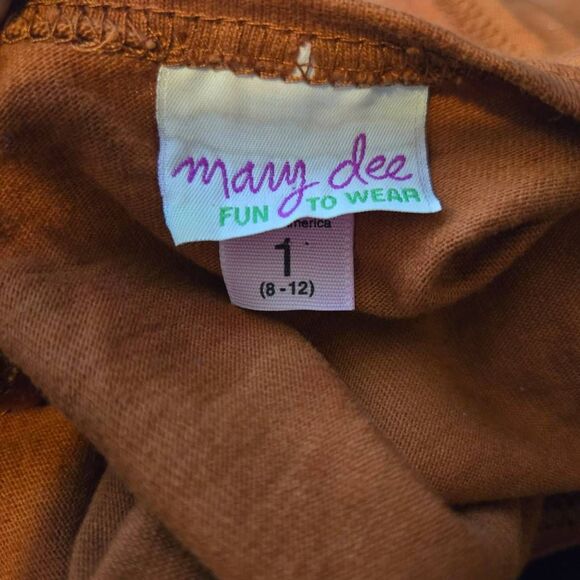 mary dee
FUN TO WEAR
america
1
(8-12)